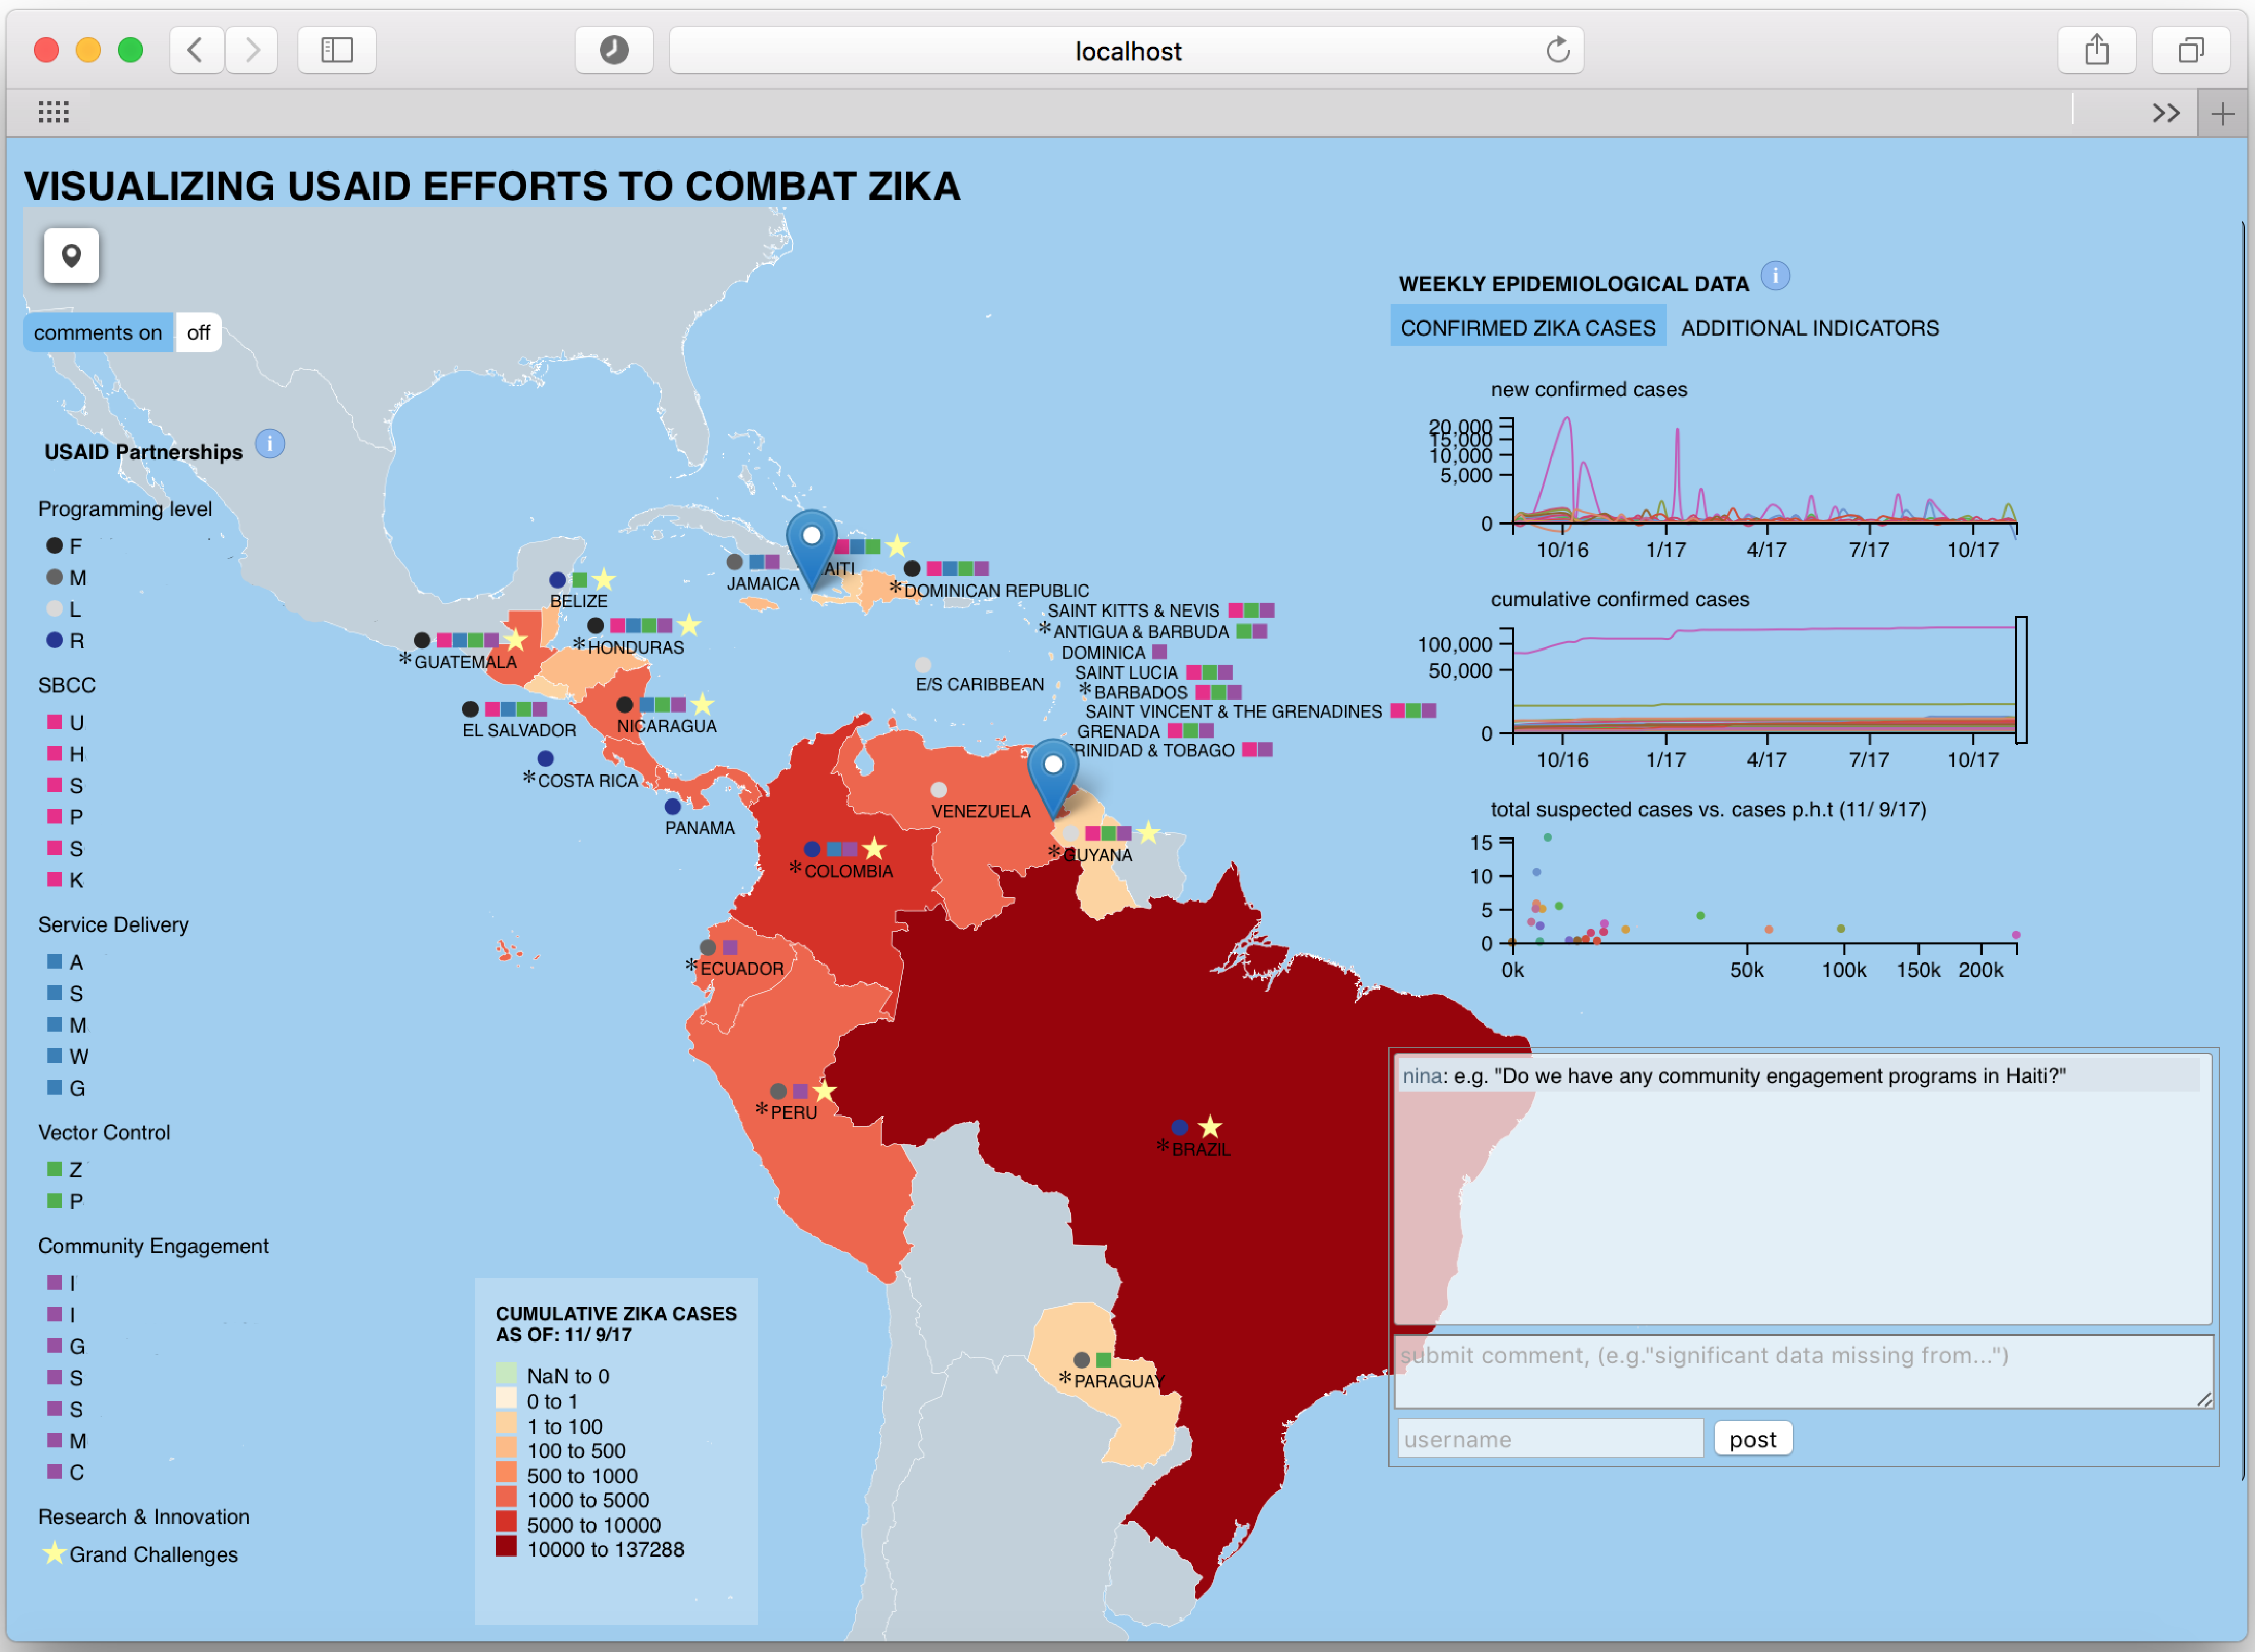 localhost
VISUALIZING USAID EFFORTS TO COMBAT ZIKA
comments on off
USAID Partnerships i
Programming level
F
M
L
R
SBCC
U
H
S
P
S
K
Service Delivery
A
S
M
W
G
Vector Control
Z
P
Community Engagement
I
I
G
S
S
M
C
Research & Innovation
Grand Challenges
JAMAICA
AITI
*DOMINICAN REPUBLIC
BELIZE
*HONDURAS
*GUATEMALA
EL SALVADOR
NICARAGUA
*COSTA RICA
PANAMA
E/S CARIBBEAN
SAINT KITTS & NEVIS
*ANTIGUA & BARBUDA
DOMINICA
SAINT LUCIA
*BARBADOS
SAINT VINCENT & THE GRENADINES
GRENADA
RINIDAD & TOBAGO
VENEZUELA
*GUYANA
*COLOMBIA
*ECUADOR
*PERU
*BRAZIL
*PARAGUAY
CUMULATIVE ZIKA CASES
AS OF: 11/ 9/17
NaN to 0
0 to 1
1 to 100
100 to 500
500 to 1000
1000 to 5000
5000 to 10000
10000 to 137288
WEEKLY EPIDEMIOLOGICAL DATA i
CONFIRMED ZIKA CASES ADDITIONAL INDICATORS
new confirmed cases
20,000
15,000
10,000
5,000
0
10/16 1/17 4/17 7/17 10/17
cumulative confirmed cases
100,000
50,000
0
10/16 1/17 4/17 7/17 10/17
total suspected cases vs. cases p.h.t (11/ 9/17)
15
10
5
0
0k 50k 100k 150k 200k
nina: e.g. "Do we have any community engagement programs in Haiti?"
submit comment, (e.g."significant data missing from...")
username post